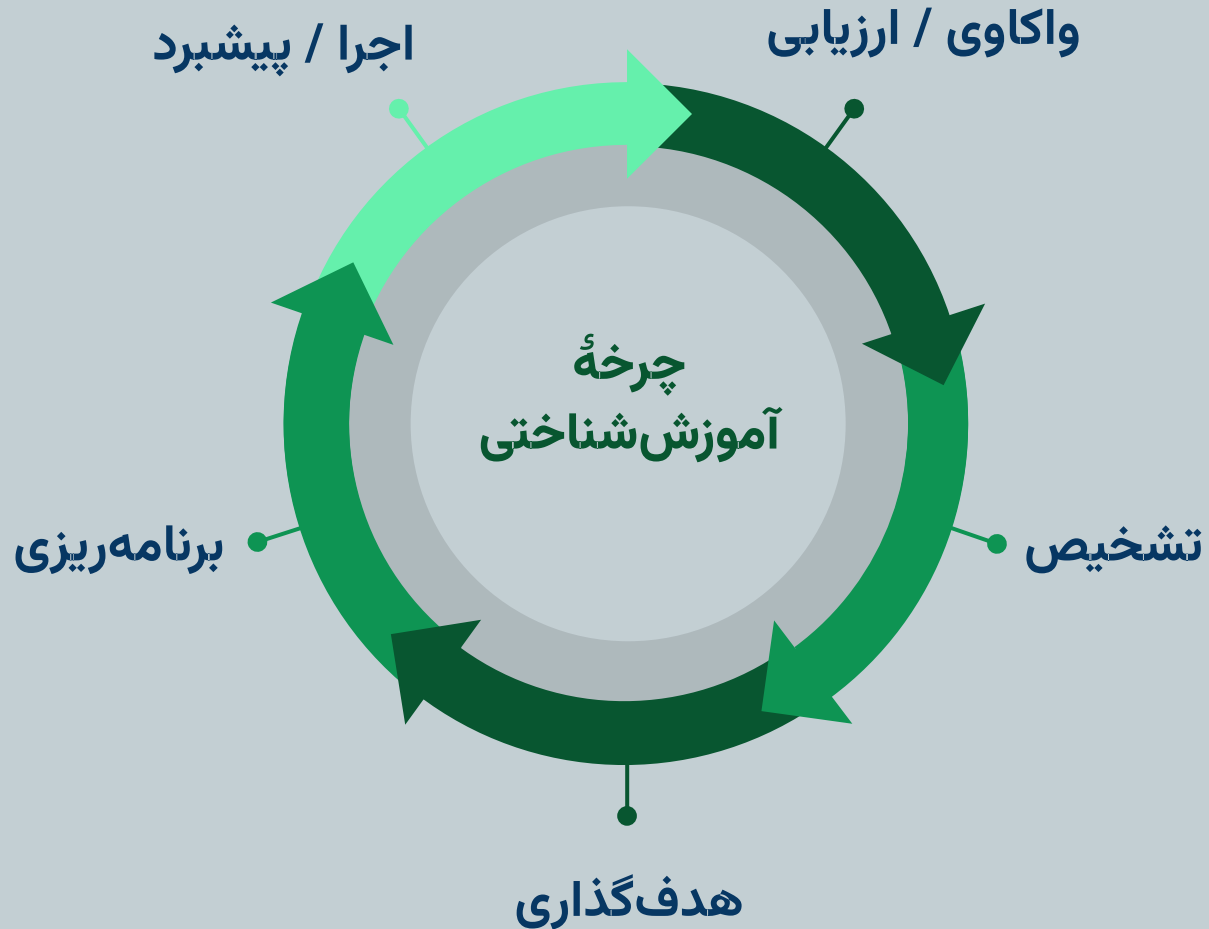 واکاوی / ارزیابی
اجرا / پیشبرد
چرخهٔ
آموزش‌شناختی
تشخیص
برنامه‌ریزی
هدف‌گذاری